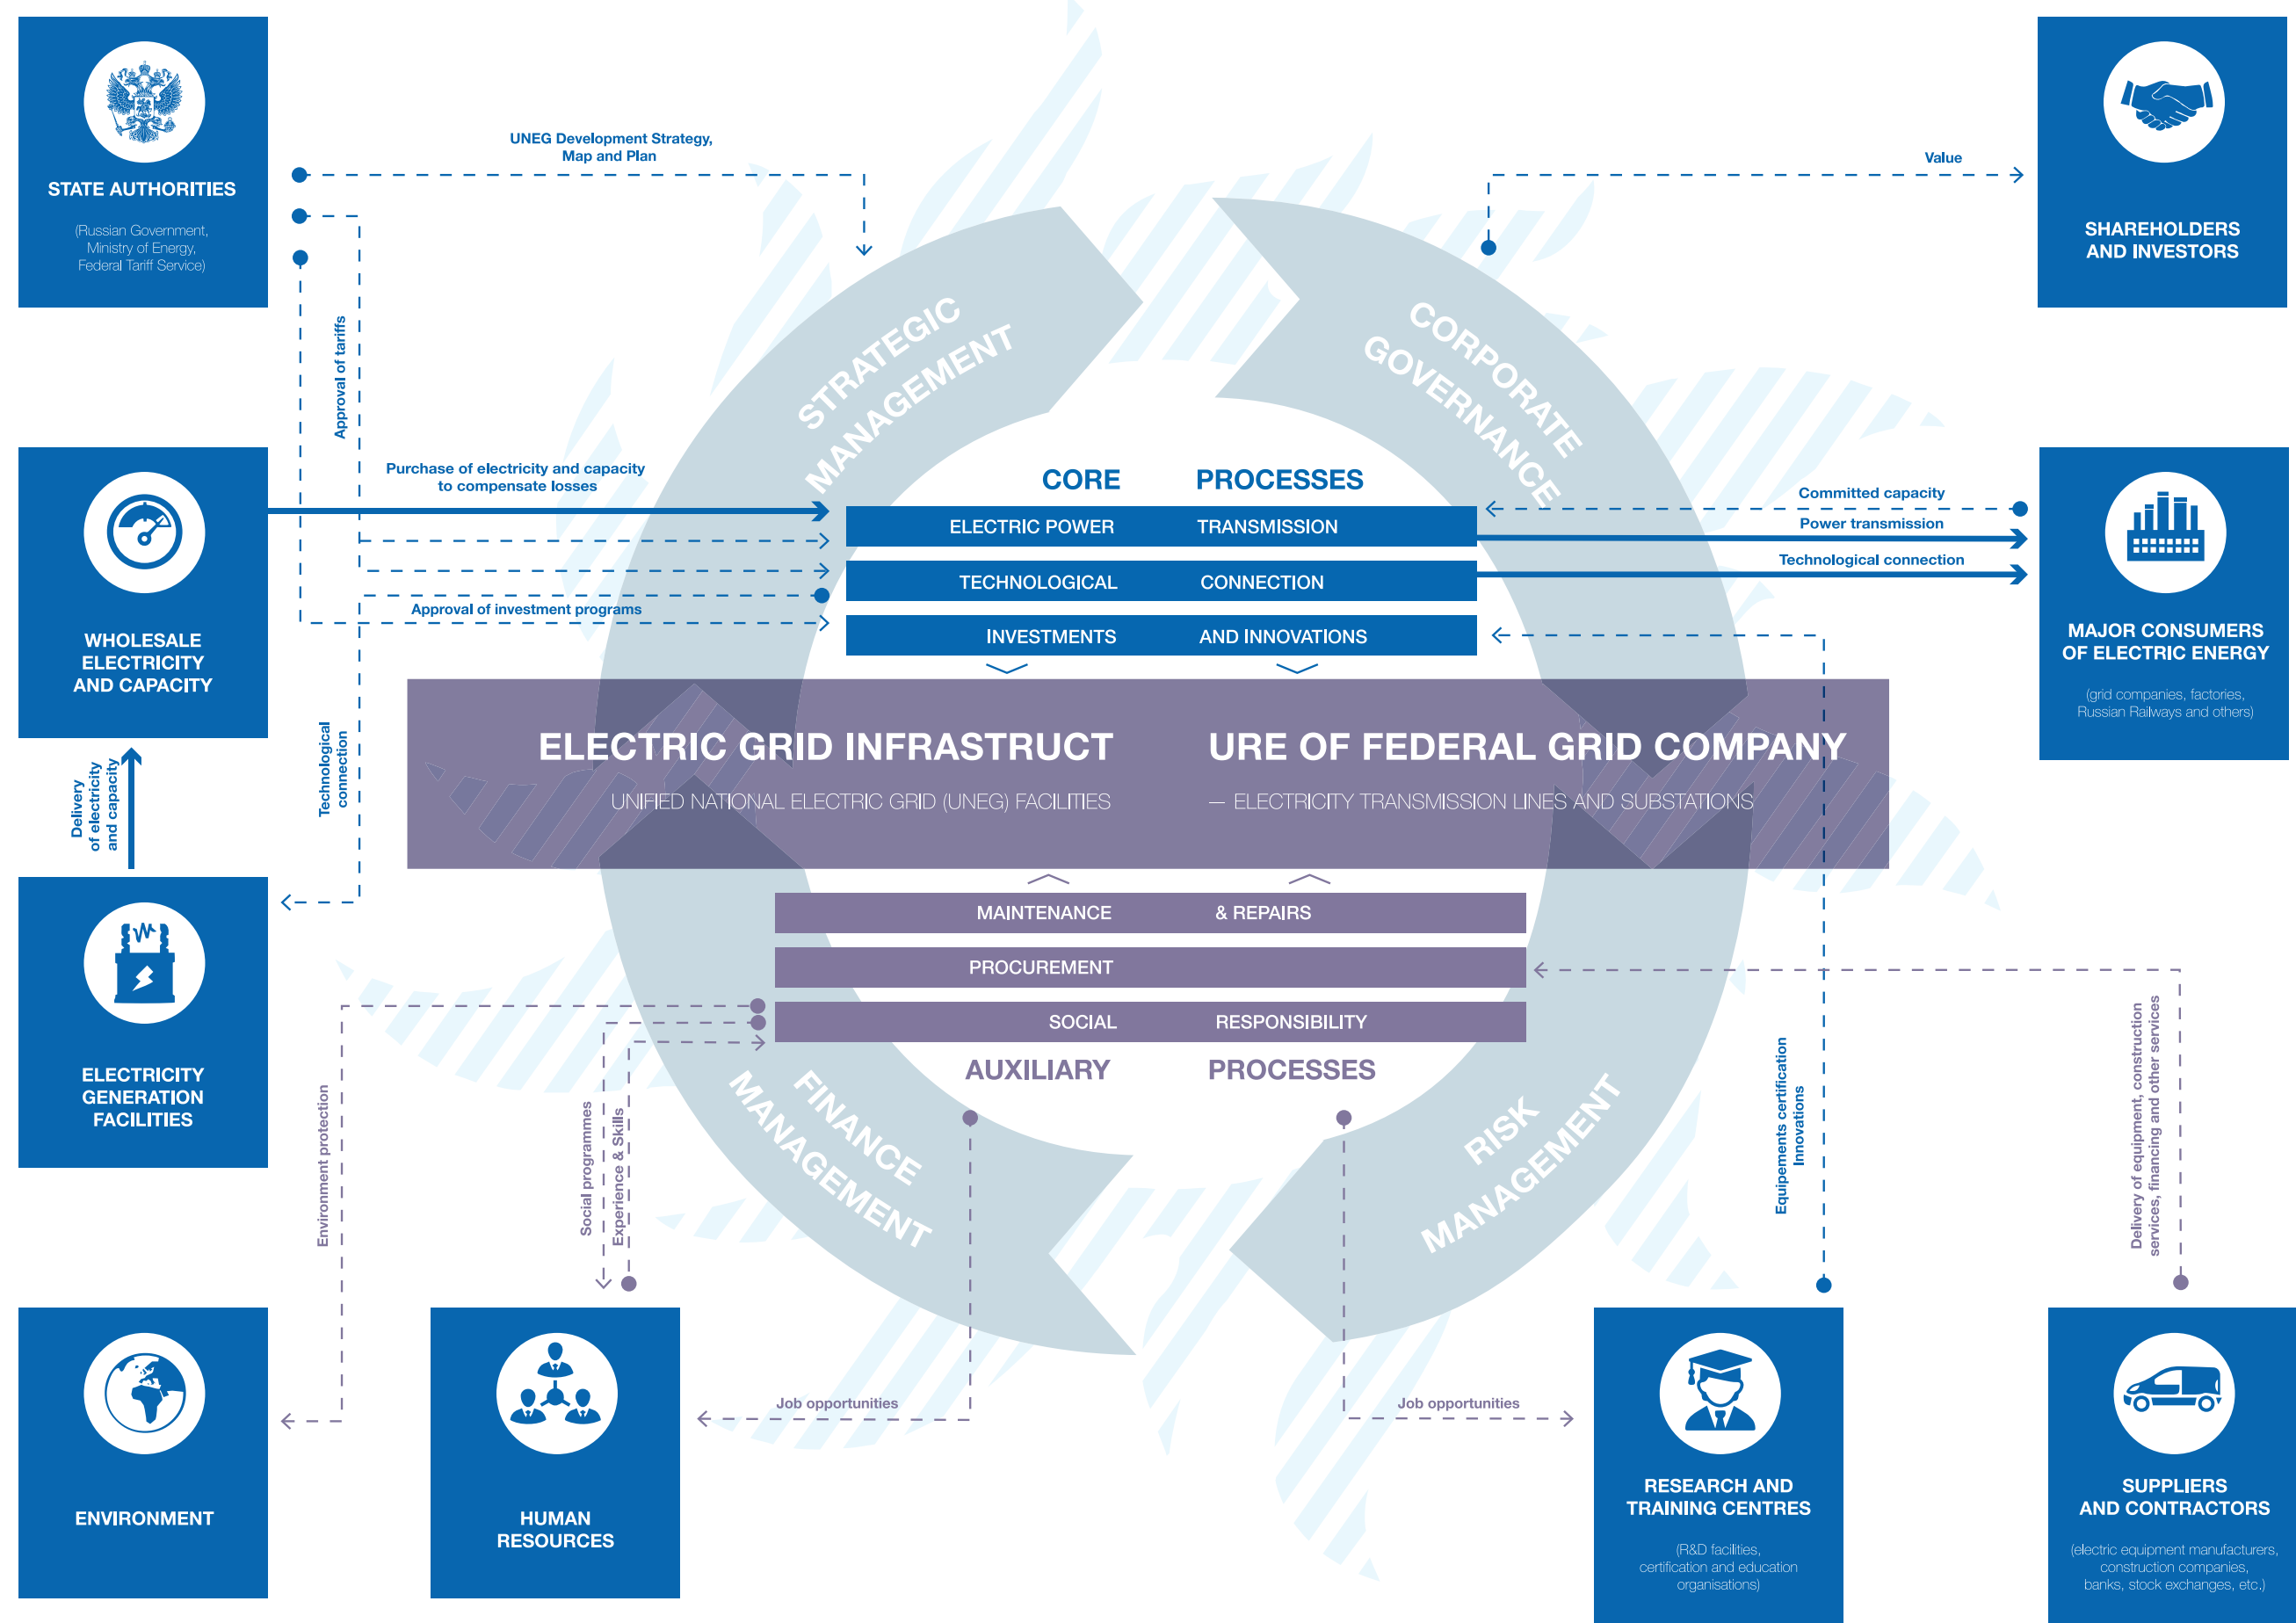 STATE AUTHORITIES
(Russian Government,
Ministry of Energy,
Federal Tariff Service)
UNEG Development Strategy,
Map and Plan
Value
SHAREHOLDERS
AND INVESTORS
Approval of tariffs
STRATEGIC
MANAGEMENT
CORPORATE
GOVERNANCE
WHOLESALE
ELECTRICITY
AND CAPACITY
Purchase of electricity and capacity
to compensate losses
CORE PROCESSES
ELECTRIC POWER TRANSMISSION
TECHNOLOGICAL CONNECTION
INVESTMENTS AND INNOVATIONS
Approval of investment programs
Committed capacity
Power transmission
Technological connection
MAJOR CONSUMERS
OF ELECTRIC ENERGY
(grid companies, factories,
Russian Railways and others)
Delivery
of electricity
and capacity
Technological
connection
ELECTRIC GRID INFRASTRUCT URE OF FEDERAL GRID COMPANY
UNIFIED NATIONAL ELECTRIC GRID (UNEG) FACILITIES — ELECTRICITY TRANSMISSION LINES AND SUBSTATIONS
ELECTRICITY
GENERATION
FACILITIES
MAINTENANCE & REPAIRS
PROCUREMENT
SOCIAL RESPONSIBILITY
AUXILIARY PROCESSES
FINANCE
MANAGEMENT
RISK
MANAGEMENT
Environment protection
Social programmes
Experience & Skills
Equipements certification
Innovations
Delivery of equipment, construction
services, financing and other services
Job opportunities
Job opportunities
ENVIRONMENT
HUMAN
RESOURCES
RESEARCH AND
TRAINING CENTRES
(R&D facilities,
certification and education
organisations)
SUPPLIERS
AND CONTRACTORS
(electric equipment manufacturers,
construction companies,
banks, stock exchanges, etc.)